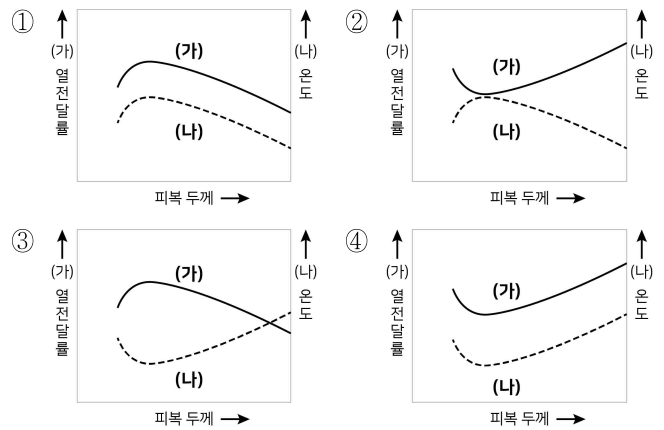 ①
(가) 열전달률
(나) 온도
(가)
(나)
피복 두께
②
(가) 열전달률
(나) 온도
(가)
(나)
피복 두께
③
(가) 열전달률
(나) 온도
(가)
(나)
피복 두께
④
(가) 열전달률
(나) 온도
(가)
(나)
피복 두께